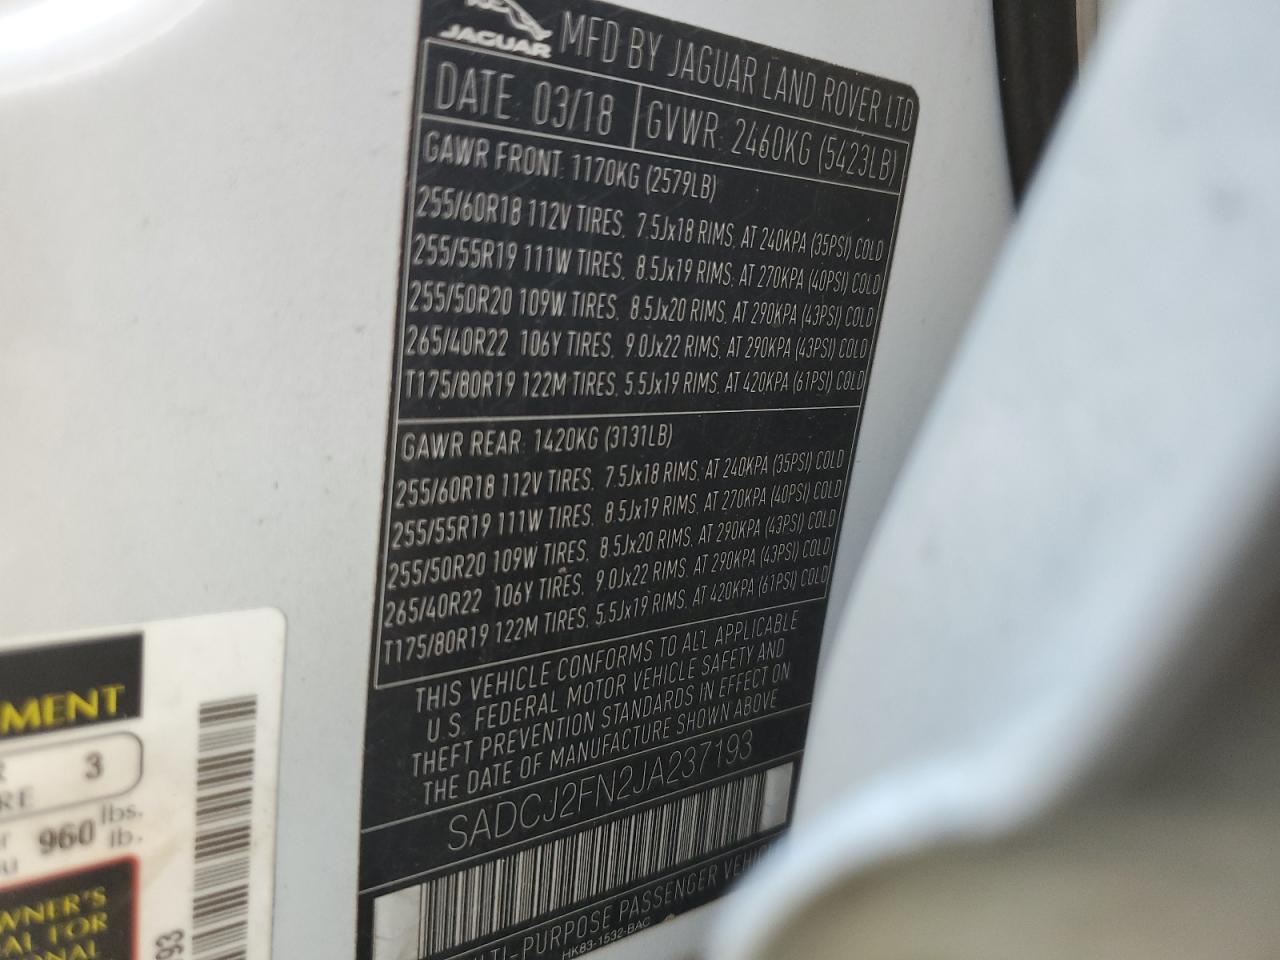 JAGUAR MFD BY JAGUAR LAND ROVER LTD
DATE: 03/18 GVWR: 2460KG (5423LB)
GAWR FRONT: 1170KG (2579LB)
255/60R18 112V TIRES, 7.5Jx18 RIMS, AT 240KPA (35PSI) COLD
255/55R19 111W TIRES, 8.5Jx19 RIMS, AT 270KPA (40PSI) COLD
255/50R20 109W TIRES, 8.5Jx20 RIMS, AT 290KPA (43PSI) COLD
265/40R22 106Y TIRES, 9.0Jx22 RIMS, AT 290KPA (43PSI) COLD
T175/80R19 122M TIRES, 5.5Jx19 RIMS, AT 420KPA (61PSI) COLD
GAWR REAR: 1420KG (3131LB)
255/60R18 112V TIRES, 7.5Jx18 RIMS, AT 240KPA (35PSI) COLD
255/55R19 111W TIRES, 8.5Jx19 RIMS, AT 270KPA (40PSI) COLD
255/50R20 109W TIRES, 8.5Jx20 RIMS, AT 290KPA (43PSI) COLD
265/40R22 106Y TIRES, 9.0Jx22 RIMS, AT 290KPA (43PSI) COLD
T175/80R19 122M TIRES, 5.5Jx19 RIMS, AT 420KPA (61PSI) COLD
THIS VEHICLE CONFORMS TO ALL APPLICABLE
U.S. FEDERAL MOTOR VEHICLE SAFETY AND
THEFT PREVENTION STANDARDS IN EFFECT ON
THE DATE OF MANUFACTURE SHOWN ABOVE
SADCJ2FN2JA237193
LTI-PURPOSE PASSENGER VEHIC
HK83-1532-BAC
MENT
R 3
RE
960 lbs.
lb.
WNER'S
AL FOR
ONAL
93